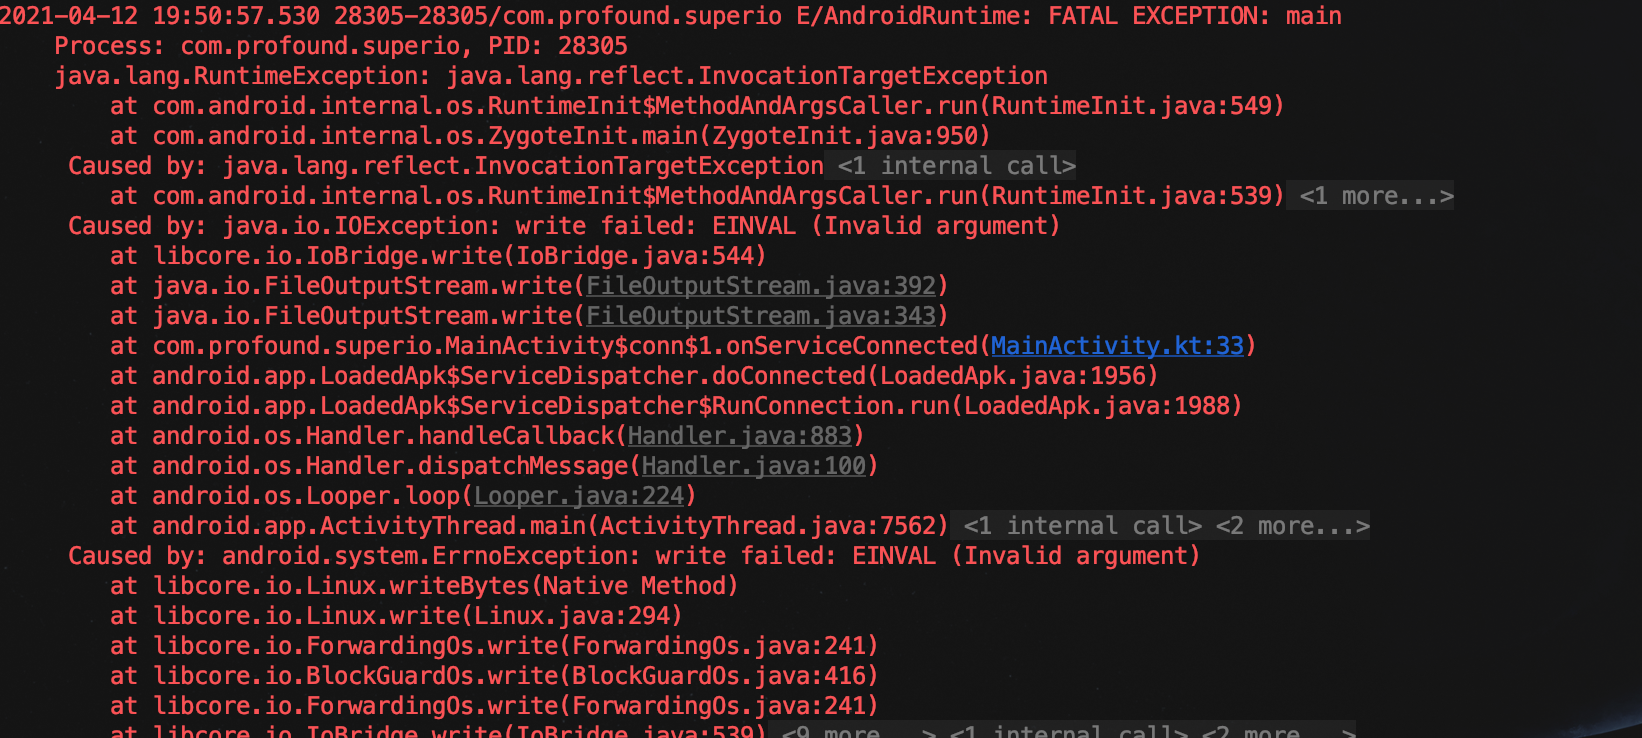 2021-04-12 19:50:57.530 28305-28305/com.profound.superio E/AndroidRuntime: FATAL EXCEPTION: main
Process: com.profound.superio, PID: 28305
java.lang.RuntimeException: java.lang.reflect.InvocationTargetException
at com.android.internal.os.RuntimeInit$MethodAndArgsCaller.run(RuntimeInit.java:549)
at com.android.internal.os.ZygoteInit.main(ZygoteInit.java:950)
Caused by: java.lang.reflect.InvocationTargetException <1 internal call>
at com.android.internal.os.RuntimeInit$MethodAndArgsCaller.run(RuntimeInit.java:539) <1 more...>
Caused by: java.io.IOException: write failed: EINVAL (Invalid argument)
at libcore.io.IoBridge.write(IoBridge.java:544)
at java.io.FileOutputStream.write(FileOutputStream.java:392)
at java.io.FileOutputStream.write(FileOutputStream.java:343)
at com.profound.superio.MainActivity$conn$1.onServiceConnected(MainActivity.kt:33)
at android.app.LoadedApk$ServiceDispatcher.doConnected(LoadedApk.java:1956)
at android.app.LoadedApk$ServiceDispatcher$RunConnection.run(LoadedApk.java:1988)
at android.os.Handler.handleCallback(Handler.java:883)
at android.os.Handler.dispatchMessage(Handler.java:100)
at android.os.Looper.loop(Looper.java:224)
at android.app.ActivityThread.main(ActivityThread.java:7562) <1 internal call> <2 more...>
Caused by: android.system.ErrnoException: write failed: EINVAL (Invalid argument)
at libcore.io.Linux.writeBytes(Native Method)
at libcore.io.Linux.write(Linux.java:294)
at libcore.io.ForwardingOs.write(ForwardingOs.java:241)
at libcore.io.BlockGuardOs.write(BlockGuardOs.java:416)
at libcore.io.ForwardingOs.write(ForwardingOs.java:241)
at libcore.io.IoBridge.write(IoBridge.java:539) <9 more...> <1 internal call> <2 more...>